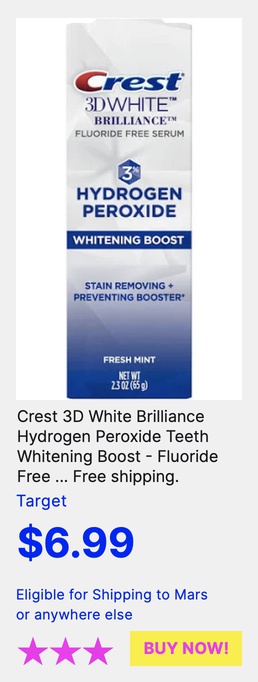 Crest
3DWHITE™
BRILLIANCE™
FLUORIDE FREE SERUM
3%
HYDROGEN
PEROXIDE
WHITENING BOOST
STAIN REMOVING +
PREVENTING BOOSTER*
FRESH MINT
NET WT
2.3 OZ (65 g)
Crest 3D White Brilliance
Hydrogen Peroxide Teeth
Whitening Boost - Fluoride
Free ... Free shipping.
Target
$6.99
Eligible for Shipping to Mars
or anywhere else
BUY NOW!